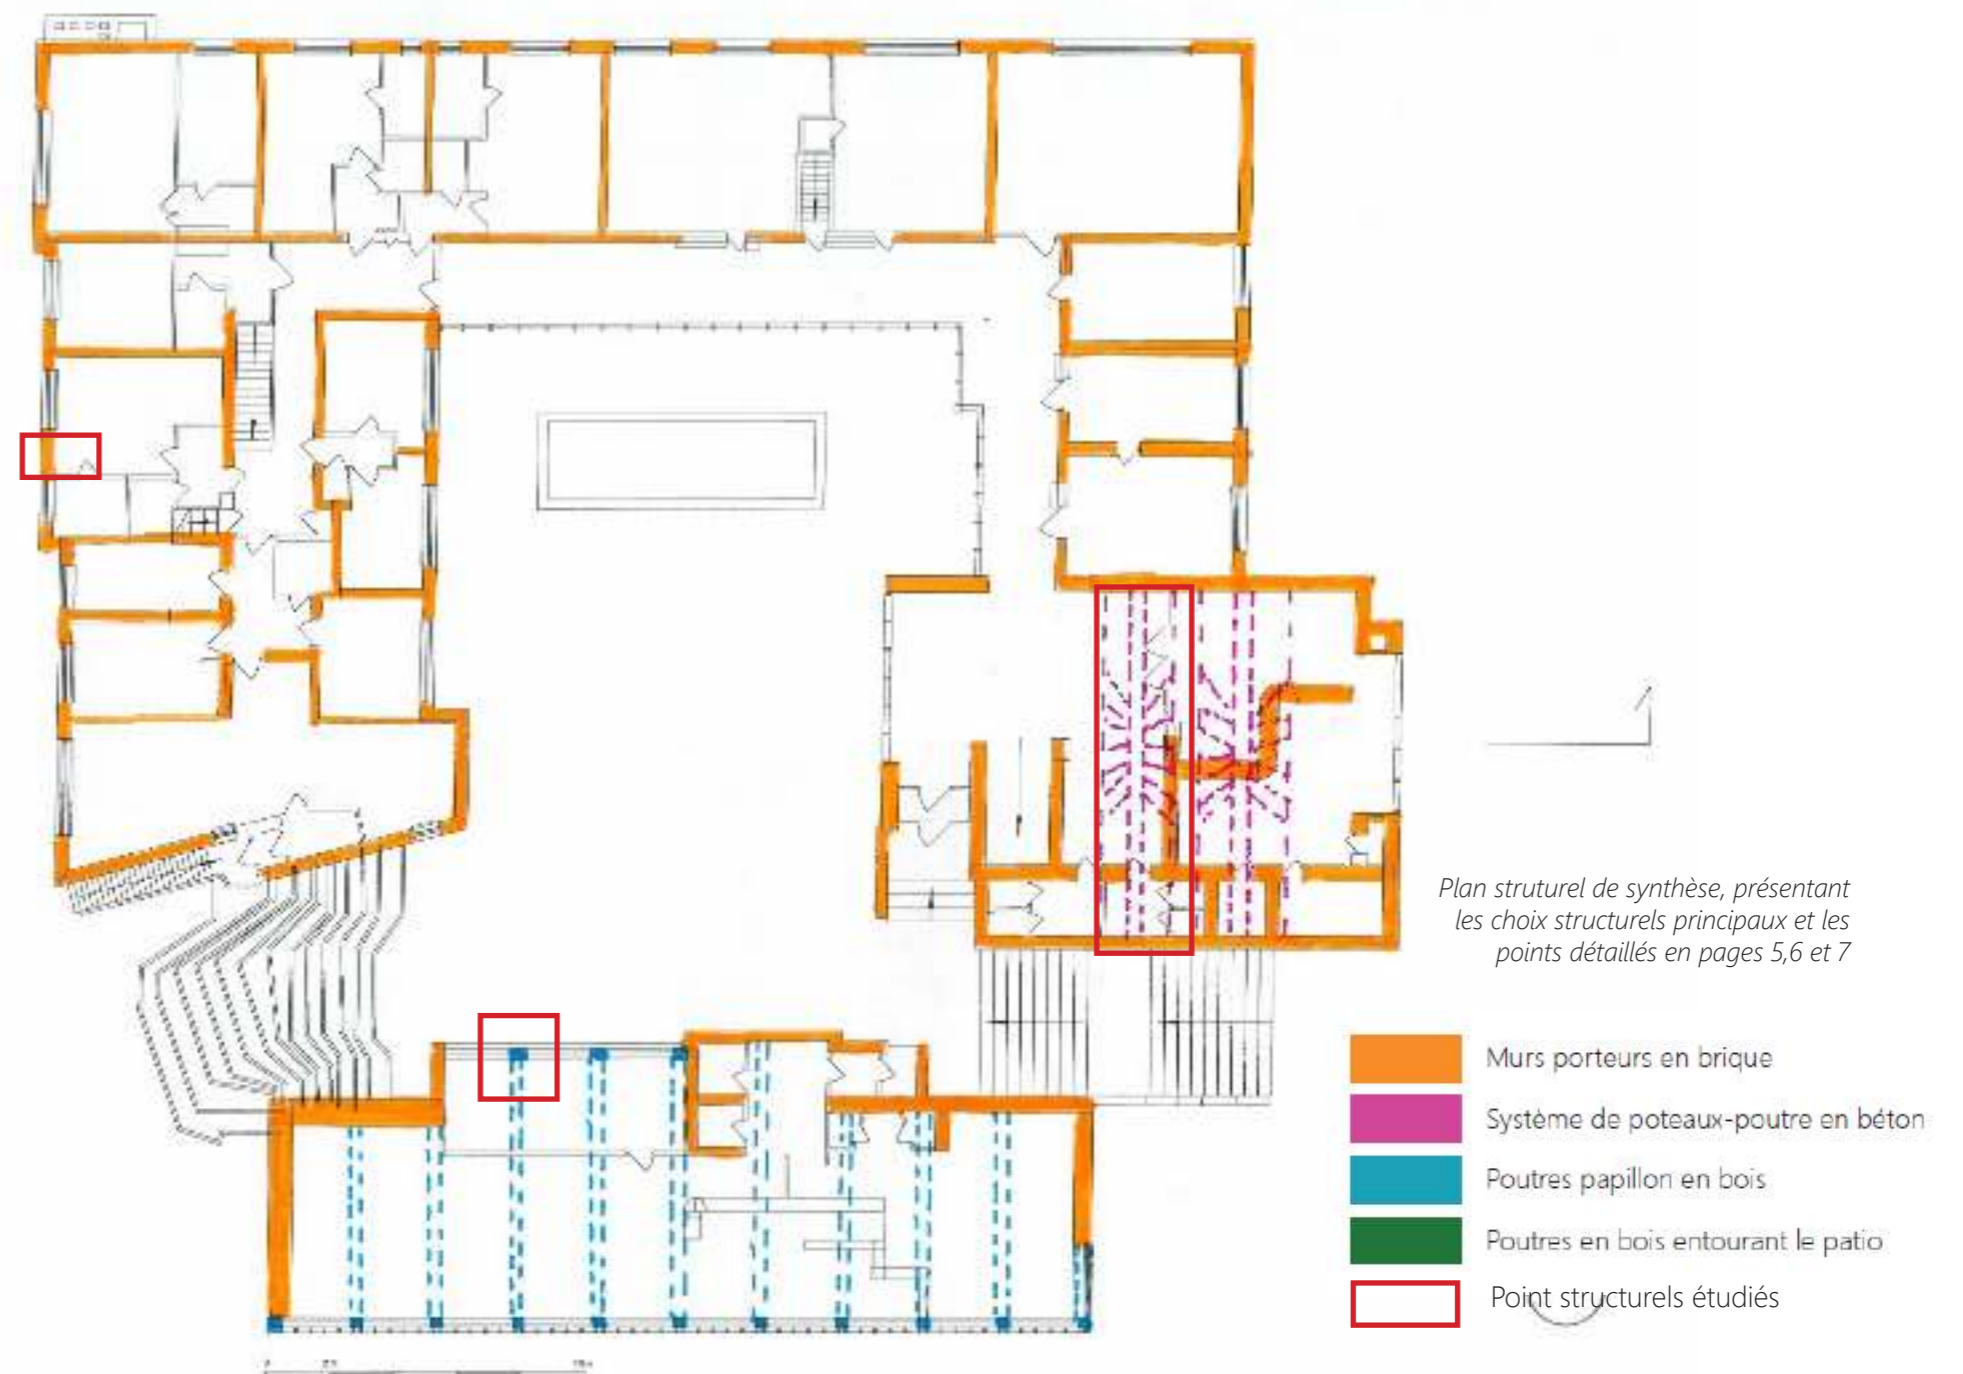 Plan struturel de synthèse, présentant
les choix structurels principaux et les
points détaillés en pages 5,6 et 7
Murs porteurs en brique
Système de poteaux-poutre en béton
Poutres papillon en bois
Poutres en bois entourant le patio
Point structurels étudiés